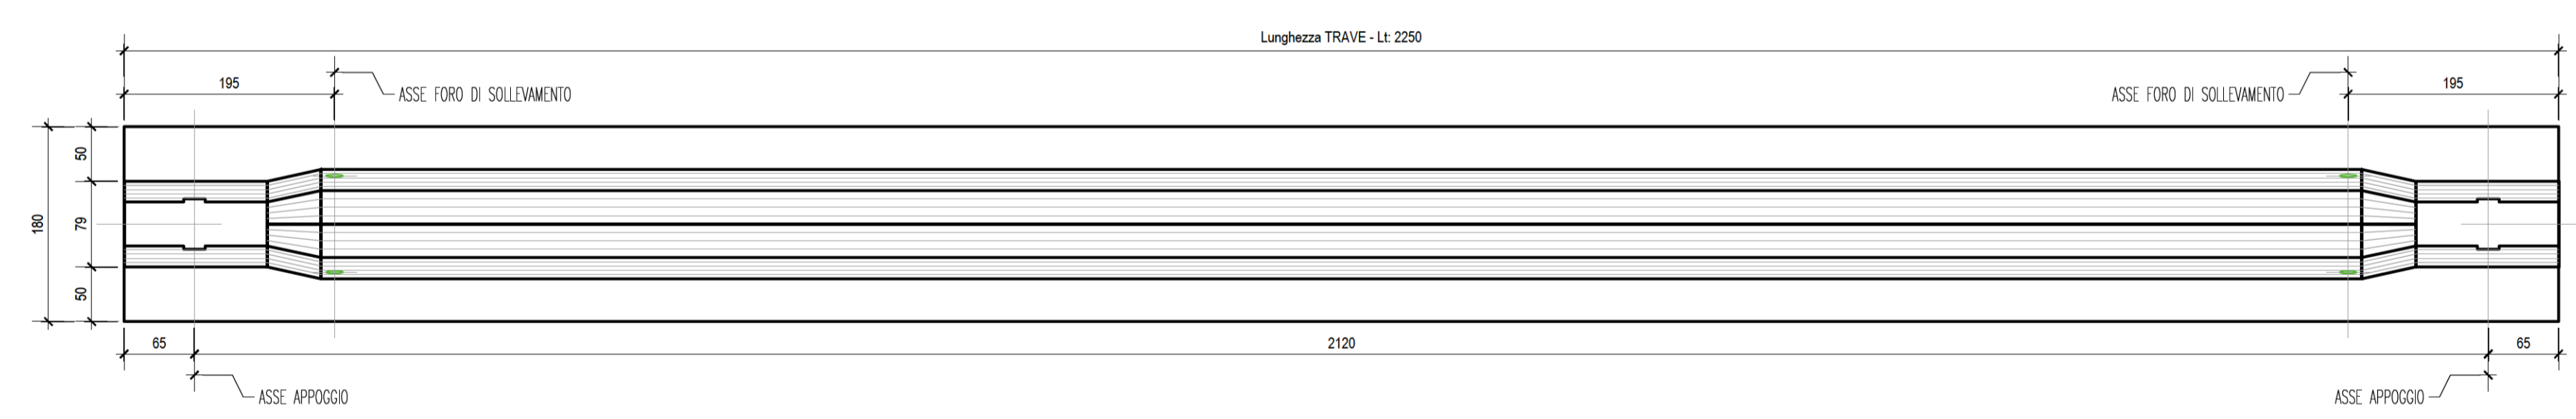 Lunghezza TRAVE - Lt: 2250
195
195
ASSE FORO DI SOLLEVAMENTO
ASSE FORO DI SOLLEVAMENTO
50
180
79
50
65
2120
65
ASSE APPOGGIO
ASSE APPOGGIO